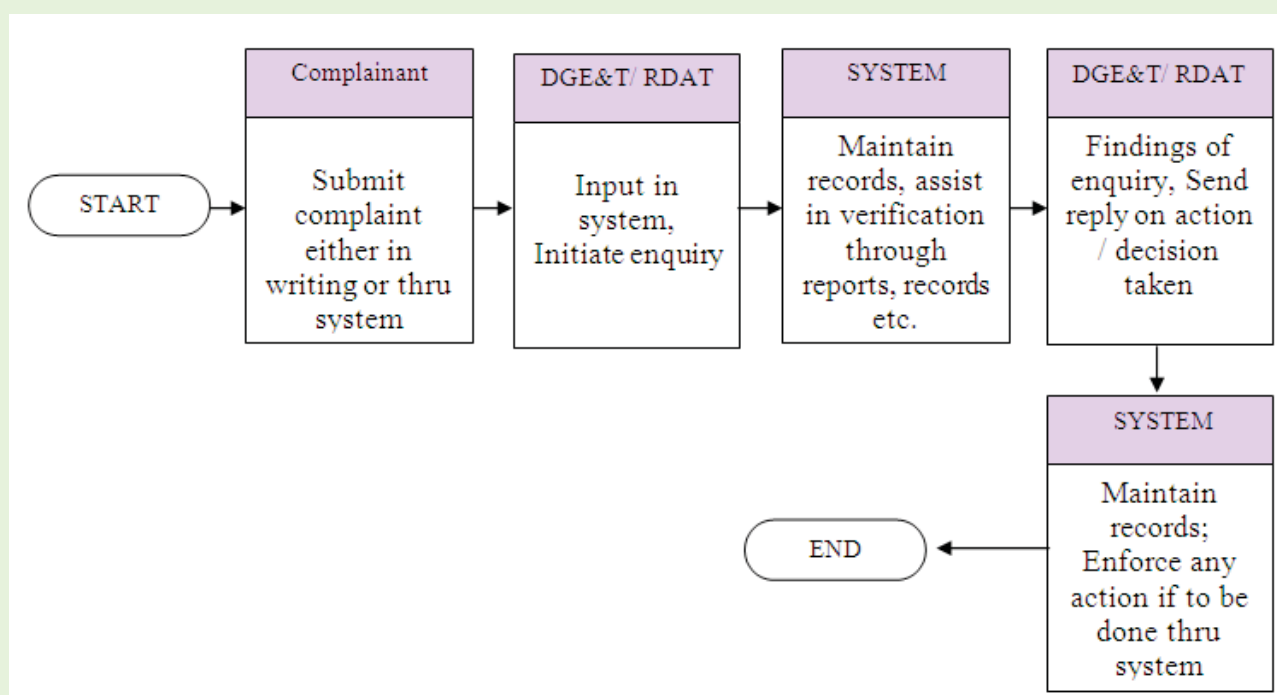 START
Complainant
Submit
complaint
either in
writing or thru
system
DGE&T/ RDAT
Input in
system,
Initiate enquiry
SYSTEM
Maintain
records, assist
in verification
through
reports, records
etc.
DGE&T/ RDAT
Findings of
enquiry, Send
reply on action
/ decision
taken
SYSTEM
Maintain
records;
Enforce any
action if to be
done thru
system
END